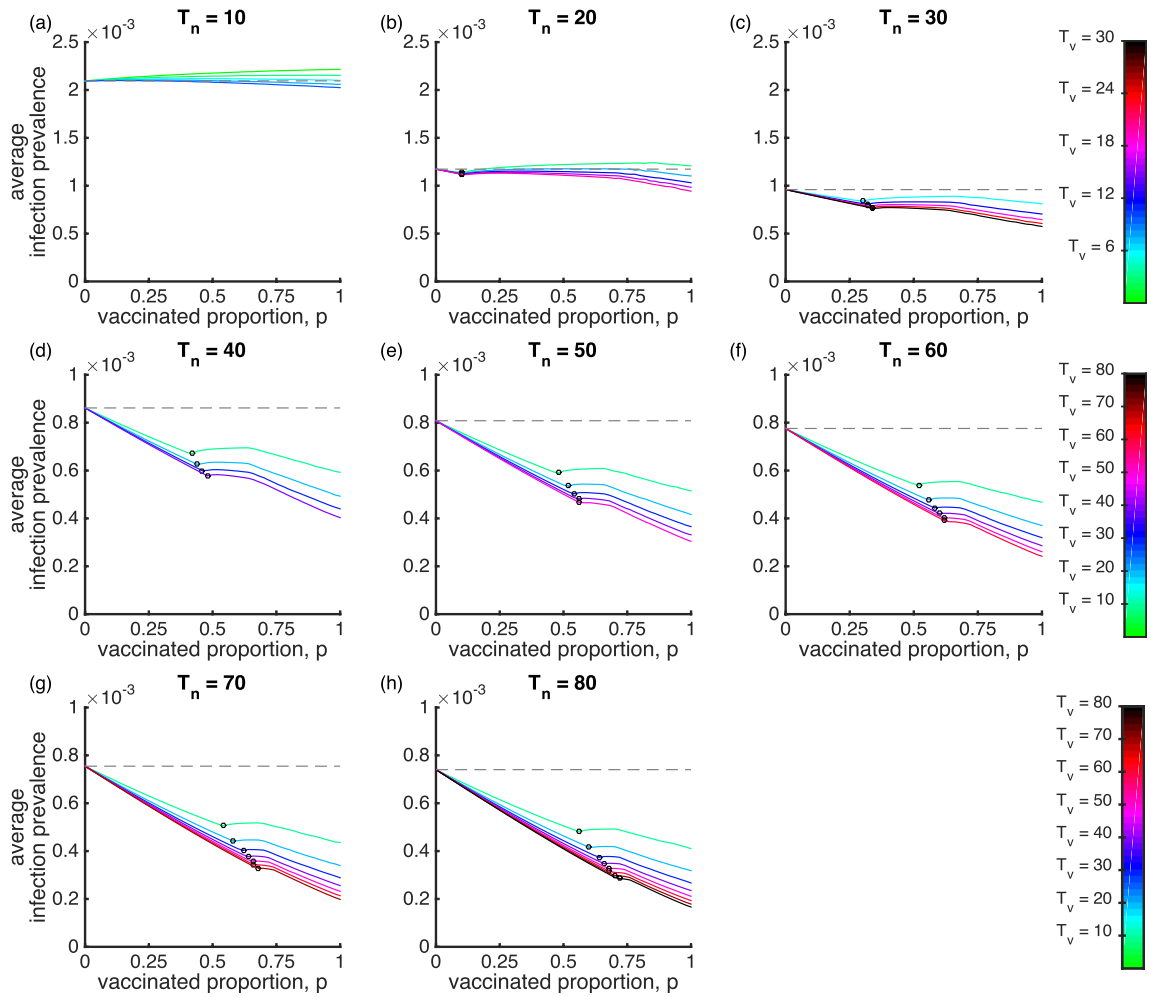 (a) T_n = 10
×10^-3
2.5
2
1.5
1
0.5
0
average
infection prevalence
0 0.25 0.5 0.75 1
vaccinated proportion, p
(b) T_n = 20
×10^-3
2.5
2
1.5
1
0.5
0
0 0.25 0.5 0.75 1
vaccinated proportion, p
(c) T_n = 30
×10^-3
2.5
2
1.5
1
0.5
0
0 0.25 0.5 0.75 1
vaccinated proportion, p
T_v = 30
T_v = 24
T_v = 18
T_v = 12
T_v = 6
(d) T_n = 40
×10^-3
1
0.8
0.6
0.4
0.2
0
average
infection prevalence
0 0.25 0.5 0.75 1
vaccinated proportion, p
(e) T_n = 50
×10^-3
1
0.8
0.6
0.4
0.2
0
0 0.25 0.5 0.75 1
vaccinated proportion, p
(f) T_n = 60
×10^-3
1
0.8
0.6
0.4
0.2
0
0 0.25 0.5 0.75 1
vaccinated proportion, p
T_v = 80
T_v = 70
T_v = 60
T_v = 50
T_v = 40
T_v = 30
T_v = 20
T_v = 10
(g) T_n = 70
×10^-3
1
0.8
0.6
0.4
0.2
0
average
infection prevalence
0 0.25 0.5 0.75 1
vaccinated proportion, p
(h) T_n = 80
×10^-3
1
0.8
0.6
0.4
0.2
0
0 0.25 0.5 0.75 1
vaccinated proportion, p
T_v = 80
T_v = 70
T_v = 60
T_v = 50
T_v = 40
T_v = 30
T_v = 20
T_v = 10